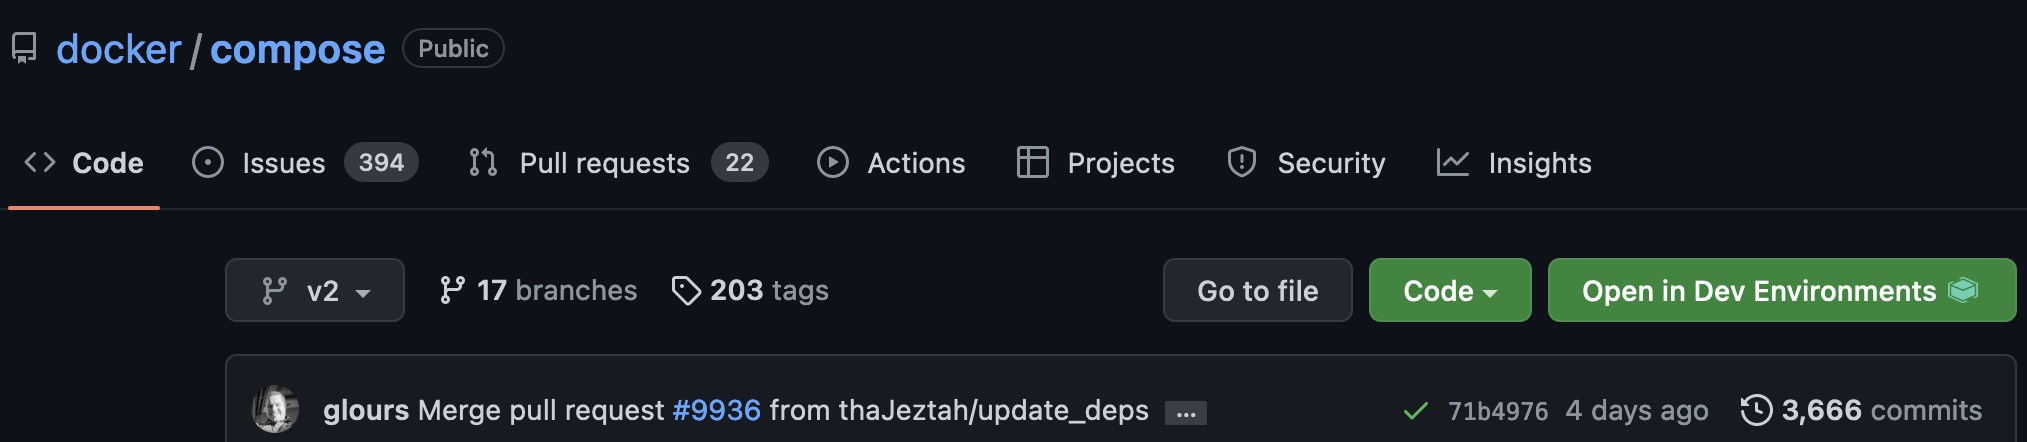 docker/compose Public
Code Issues 394 Pull requests 22 Actions Projects Security Insights
v2 17 branches 203 tags Go to file Code Open in Dev Environments
glours Merge pull request #9936 from thaJeztah/update_deps ... 71b4976 4 days ago 3,666 commits